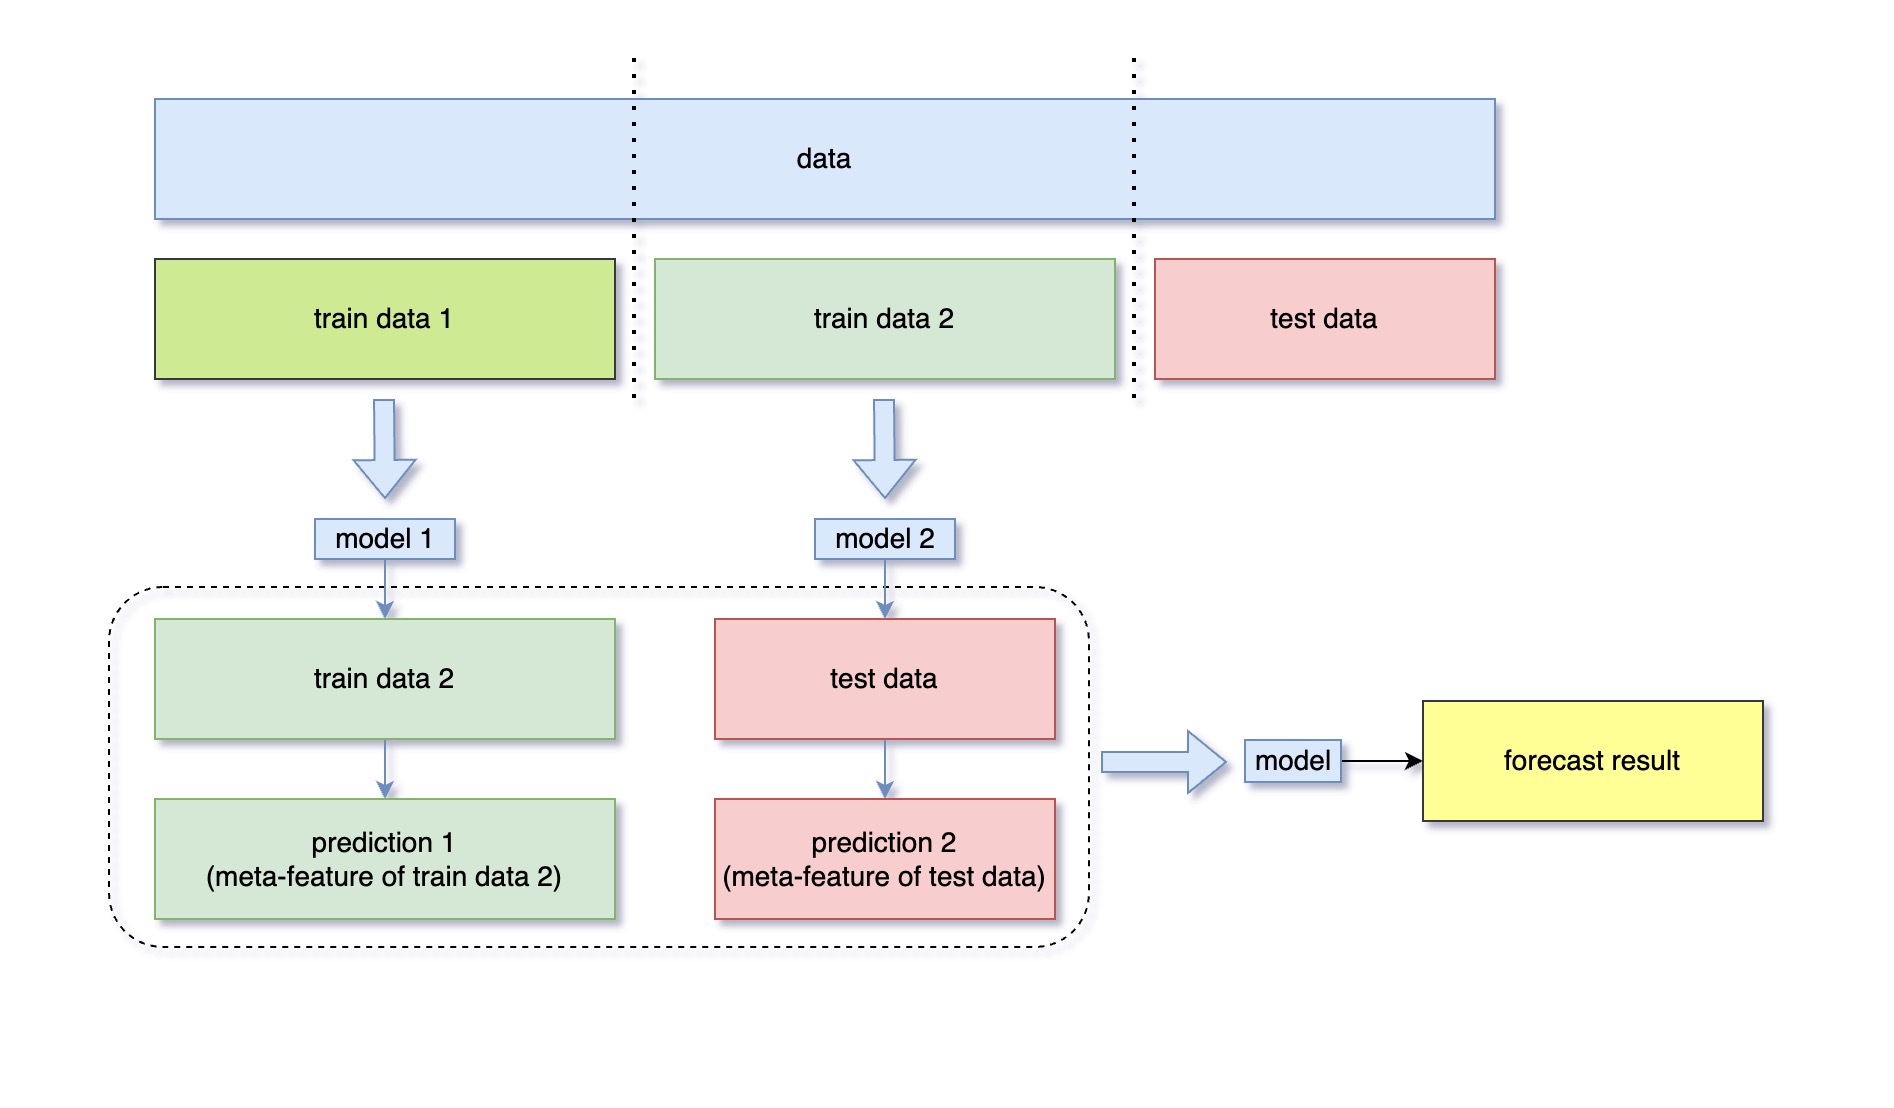 data
train data 1
train data 2
test data
model 1
model 2
train data 2
test data
model
forecast result
prediction 1
(meta-feature of train data 2)
prediction 2
(meta-feature of test data)